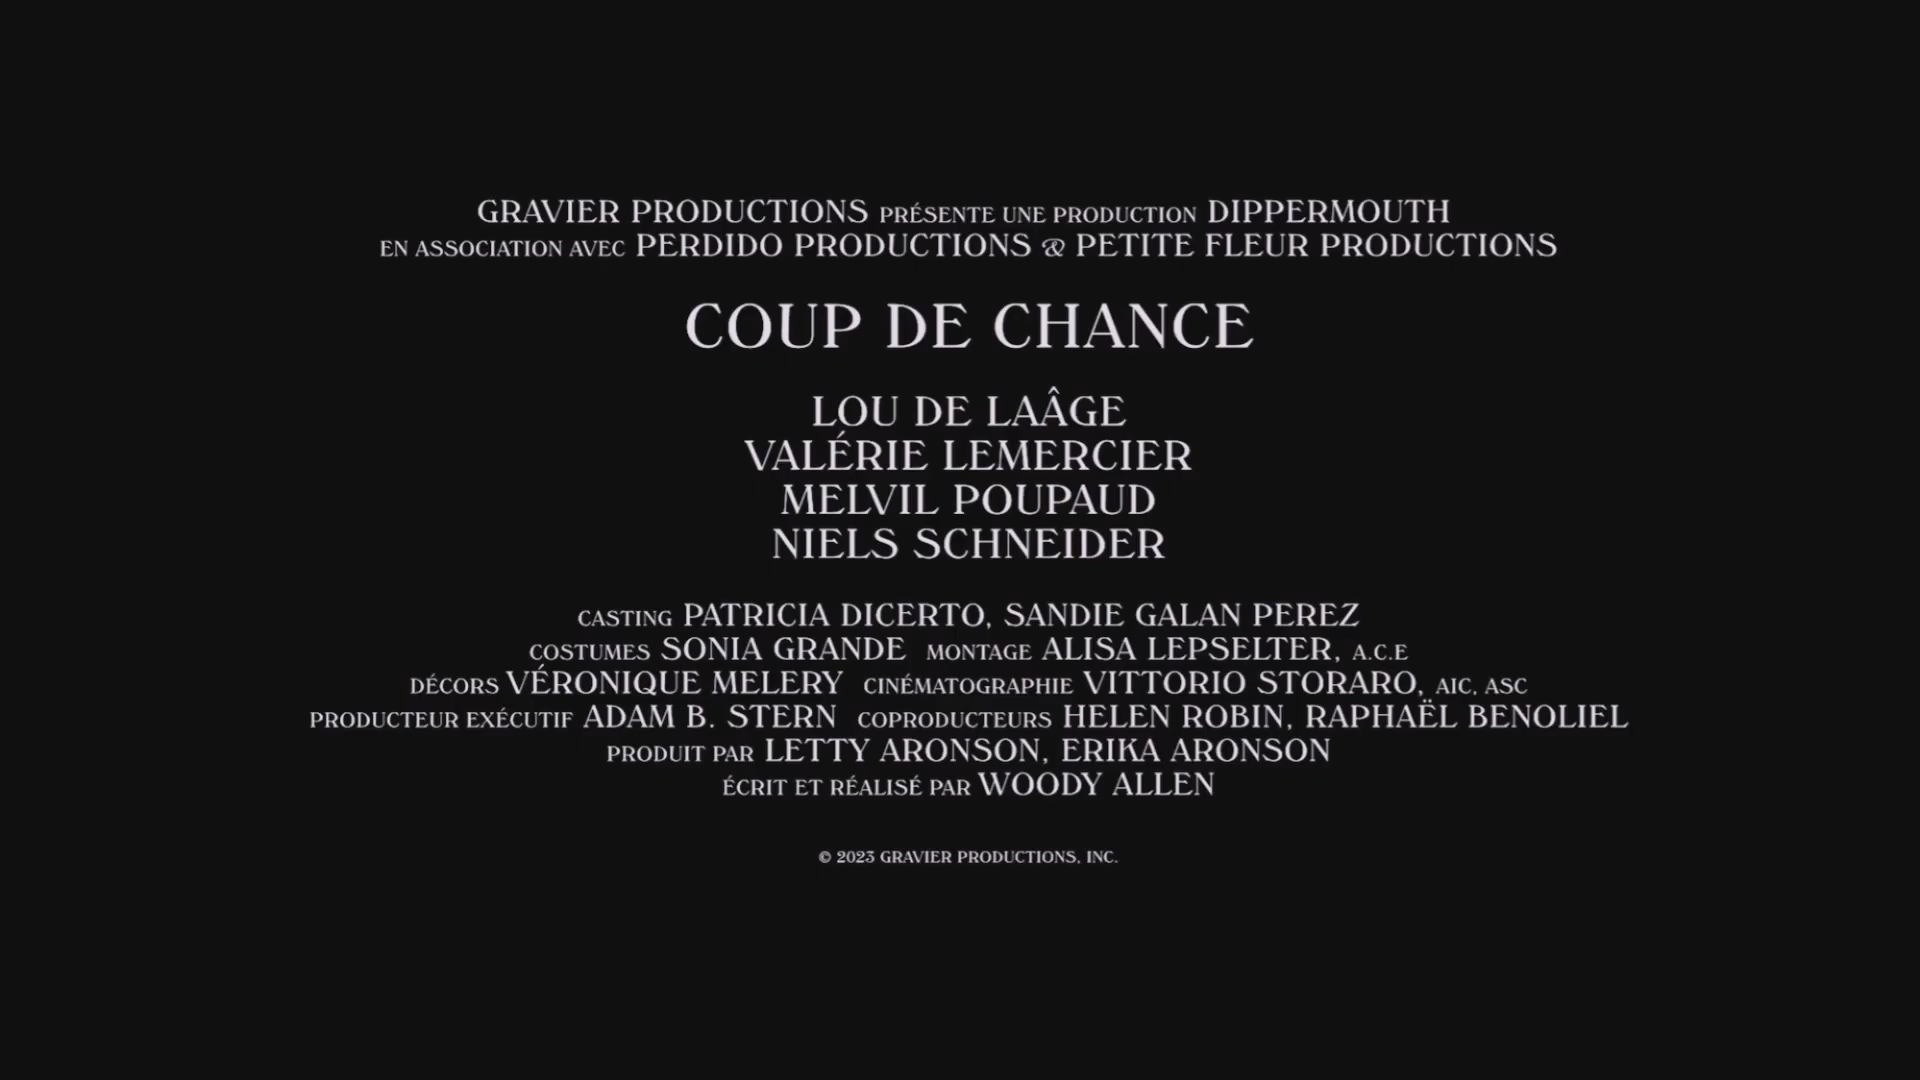 GRAVIER PRODUCTIONS PRÉSENTE UNE PRODUCTION DIPPERMOUTH
EN ASSOCIATION AVEC PERDIDO PRODUCTIONS & PETITE FLEUR PRODUCTIONS
COUP DE CHANCE
LOU DE LAÂGE
VALÉRIE LEMERCIER
MELVIL POUPAUD
NIELS SCHNEIDER
CASTING PATRICIA DICERTO, SANDIE GALAN PEREZ
COSTUMES SONIA GRANDE MONTAGE ALISA LEPSELTER, A.C.E
DÉCORS VÉRONIQUE MELERY CINÉMATOGRAPHIE VITTORIO STORARO, AIC, ASC
PRODUCTEUR EXÉCUTIF ADAM B. STERN COPRODUCTEURS HELEN ROBIN, RAPHAËL BENOLIEL
PRODUIT PAR LETTY ARONSON, ERIKA ARONSON
ÉCRIT ET RÉALISÉ PAR WOODY ALLEN
© 2023 GRAVIER PRODUCTIONS, INC.